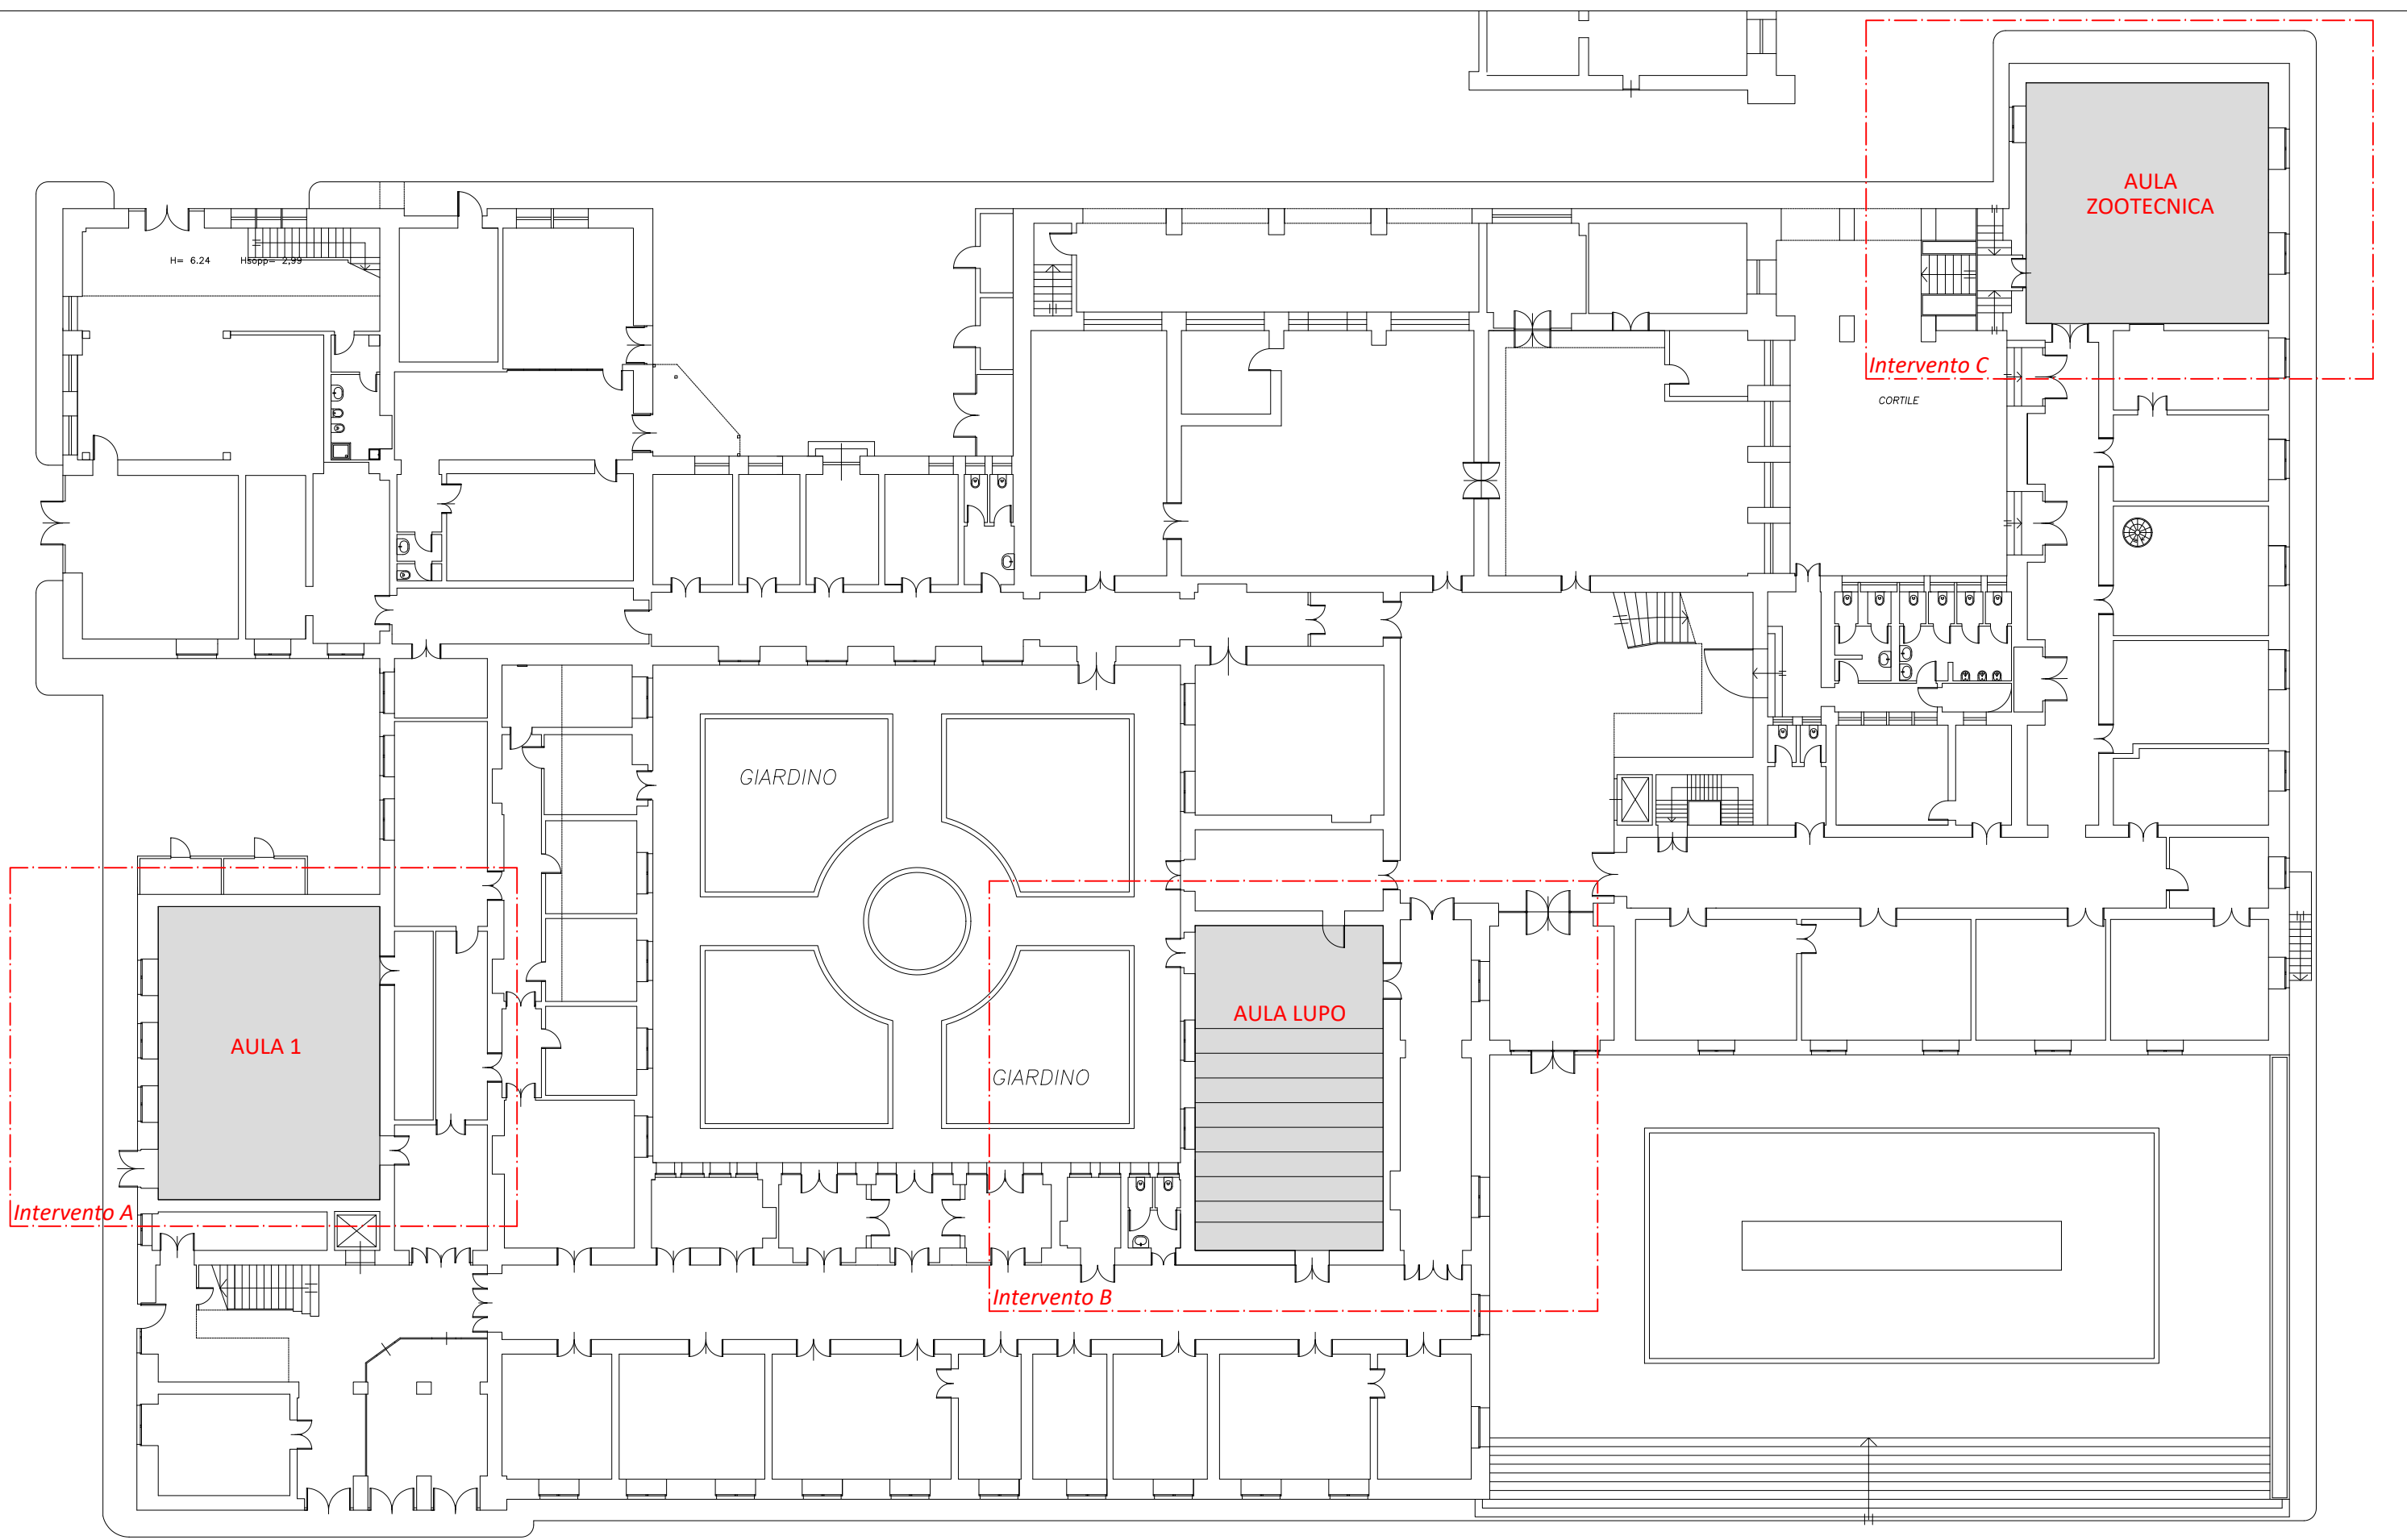 AULA
ZOOTECNICA
H= 6.24 Hsopp= 2,99
Intervento C
CORTILE
GIARDINO
AULA LUPO
AULA 1
GIARDINO
Intervento A
Intervento B